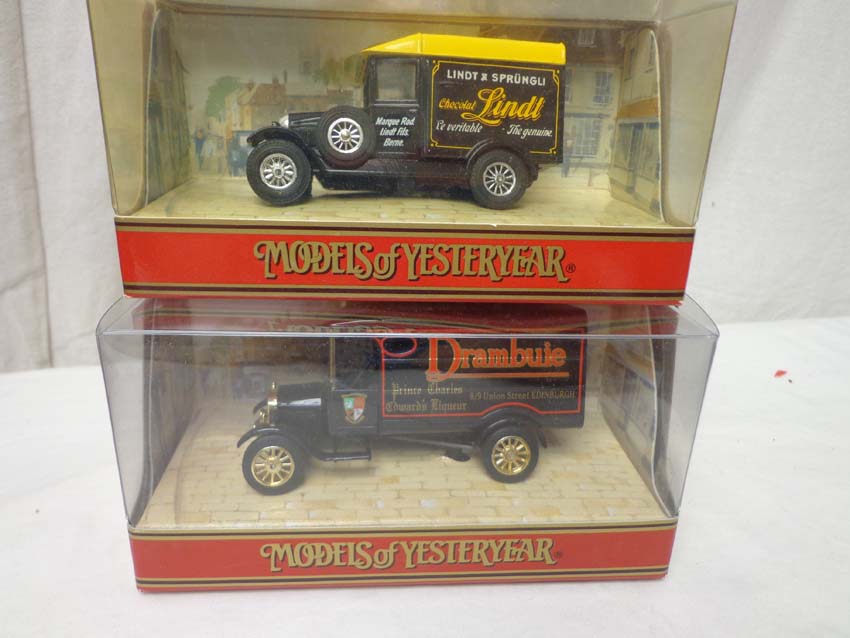 LINDT & SPRÜNGLI
Chocolat Lindt
Le veritable - The genuine.
Marque Rod.
Lindt Fils.
Berne.
MODELS of YESTERYEAR®
Drambuie
Prince Charles
Edward's Liqueur
8/9 Union Street EDINBURGH
MODELS of YESTERYEAR®